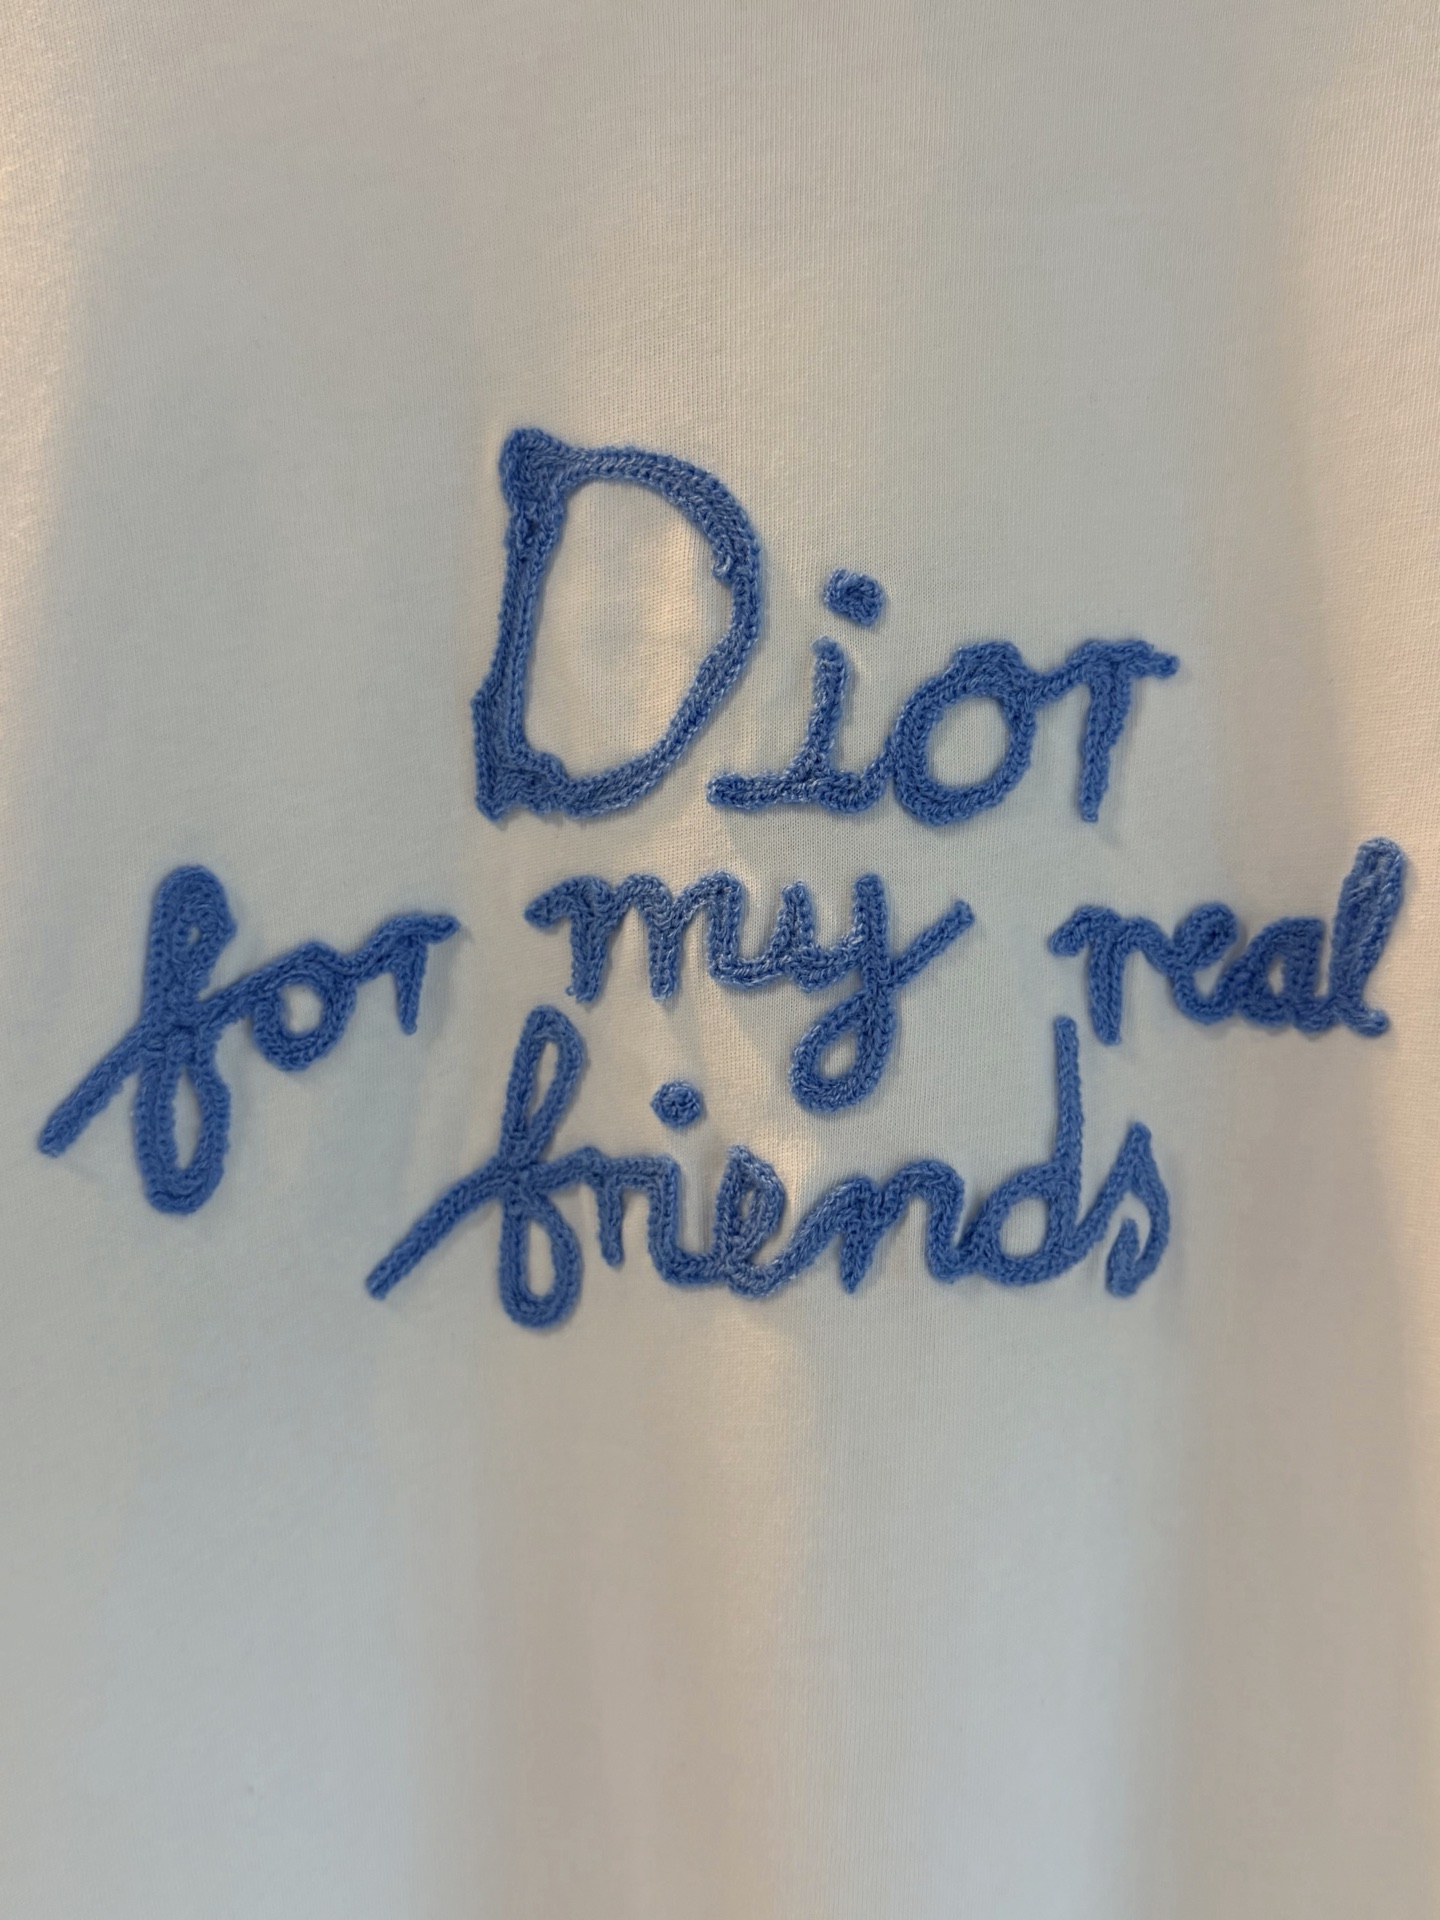 Dior
for my real
friends